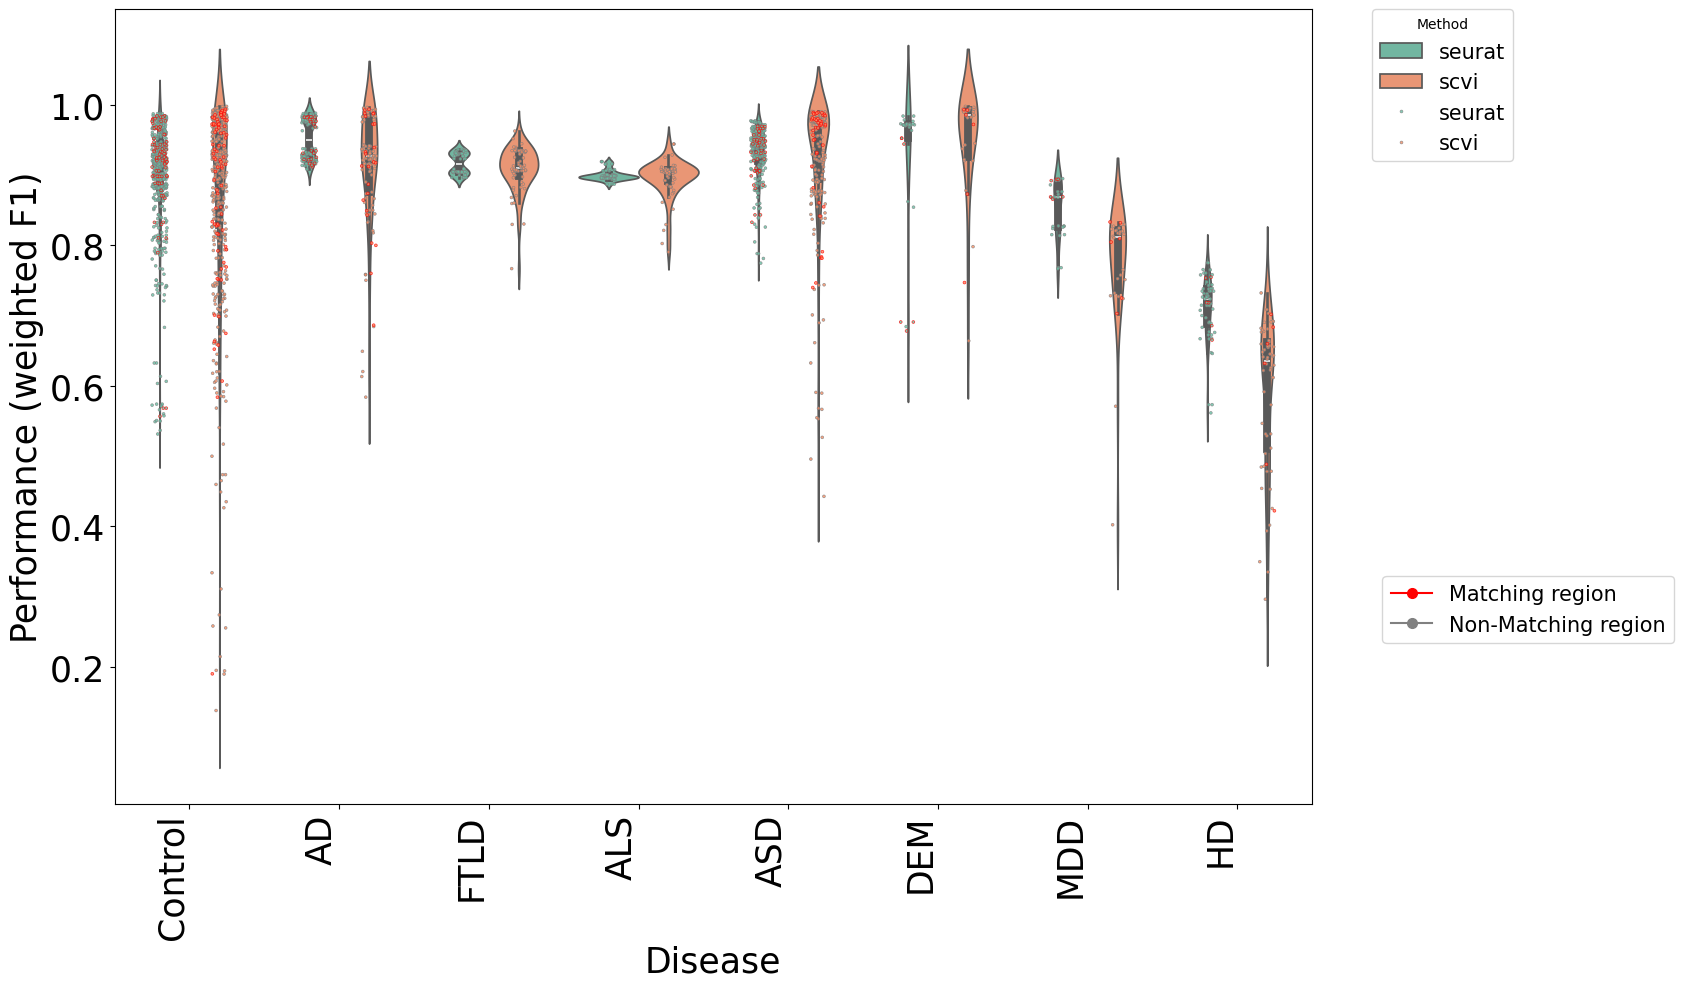 Performance (weighted F1)
1.0
0.8
0.6
0.4
0.2
Control
AD
FTLD
ALS
ASD
DEM
MDD
HD
Disease
Method
seurat
scvi
seurat
scvi
Matching region
Non-Matching region